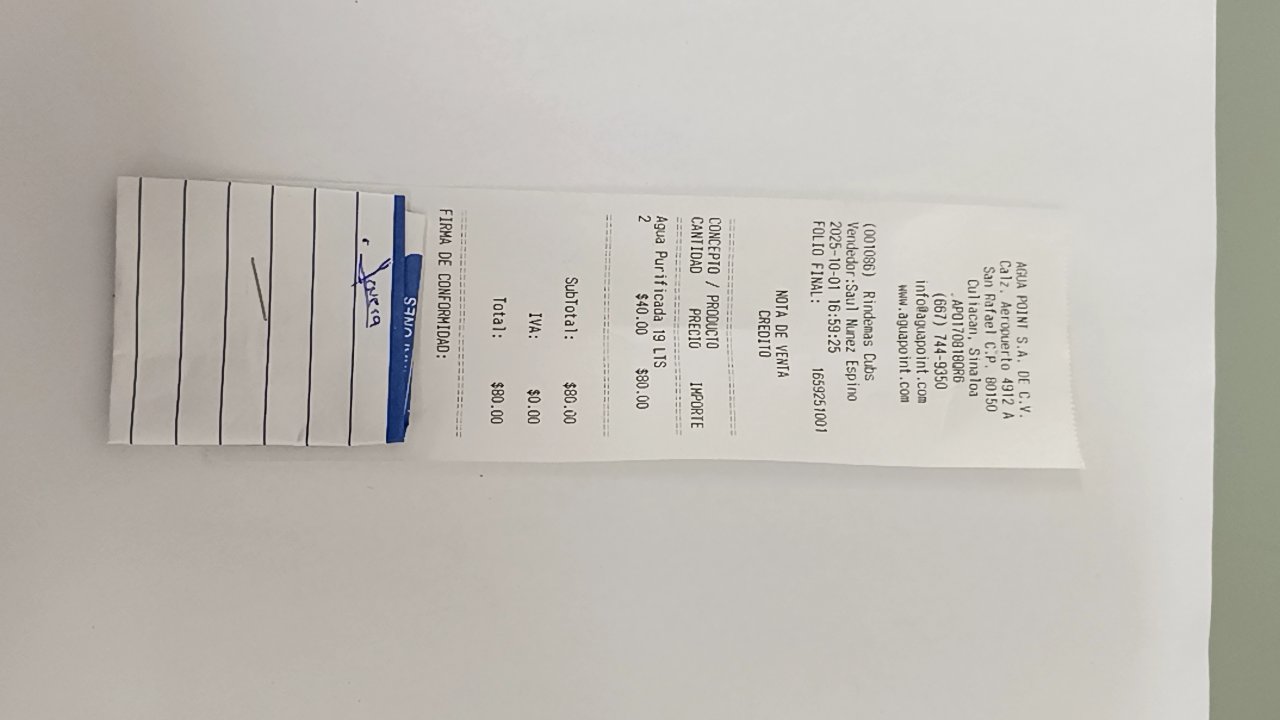 AGUA POINT S.A. DE C.V.
Calz. Aeropuerto 4912 A
San Rafael C.P. 80150
Culiacan, Sinaloa
APO170818QR6
(667) 744-9350
info@aguapoint.com
www.aguapoint.com
(001086) Rindemas Cubs
Vendedor:Saul Nunez Espino
2025-10-01 16:59:25
FOLIO FINAL: 1659251001
NOTA DE VENTA
CREDITO
CONCEPTO / PRODUCTO
CANTIDAD PRECIO IMPORTE
Agua Purificada 19 LTS
2 $40.00 $80.00
SubTotal: $80.00
IVA: $0.00
Total: $80.00
FIRMA DE CONFORMIDAD: